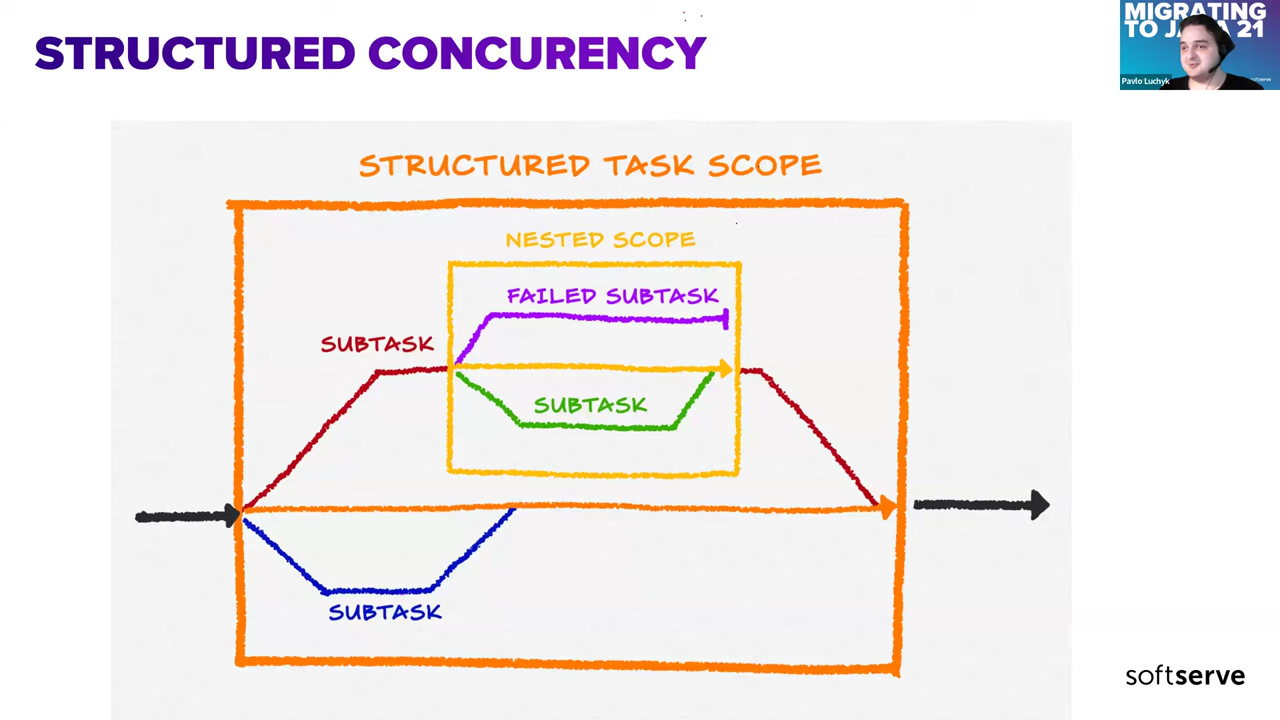 STRUCTURED CONCURENCY
MIGRATING
TO JAVA 21
Pavlo Luchyk
softserve
STRUCTURED TASK SCOPE
NESTED SCOPE
FAILED SUBTASK
SUBTASK
SUBTASK
SUBTASK
softserve